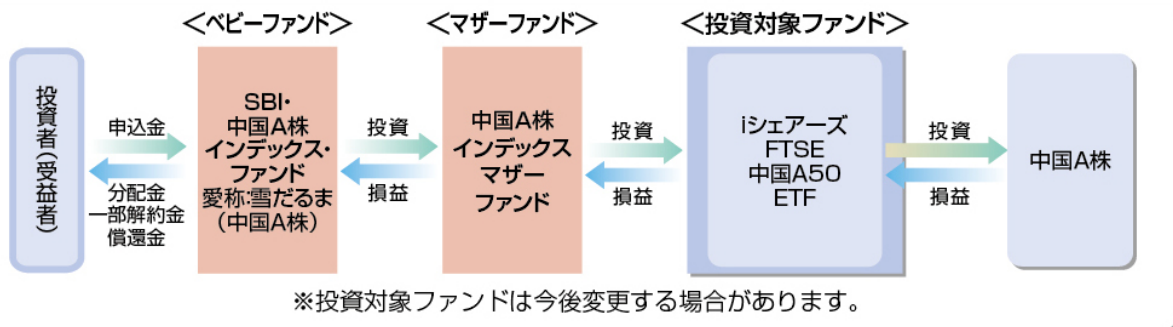 ＜ベビーファンド＞
＜マザーファンド＞
＜投資対象ファンド＞
投資者(受益者)
申込金
分配金
一部解約金
償還金
SBI・
中国A株
インデックス・
ファンド
愛称:雪だるま
(中国A株)
投資
損益
中国A株
インデックス
マザー
ファンド
投資
損益
iシェアーズ
FTSE
中国A50
ETF
投資
損益
中国A株
※投資対象ファンドは今後変更する場合があります。